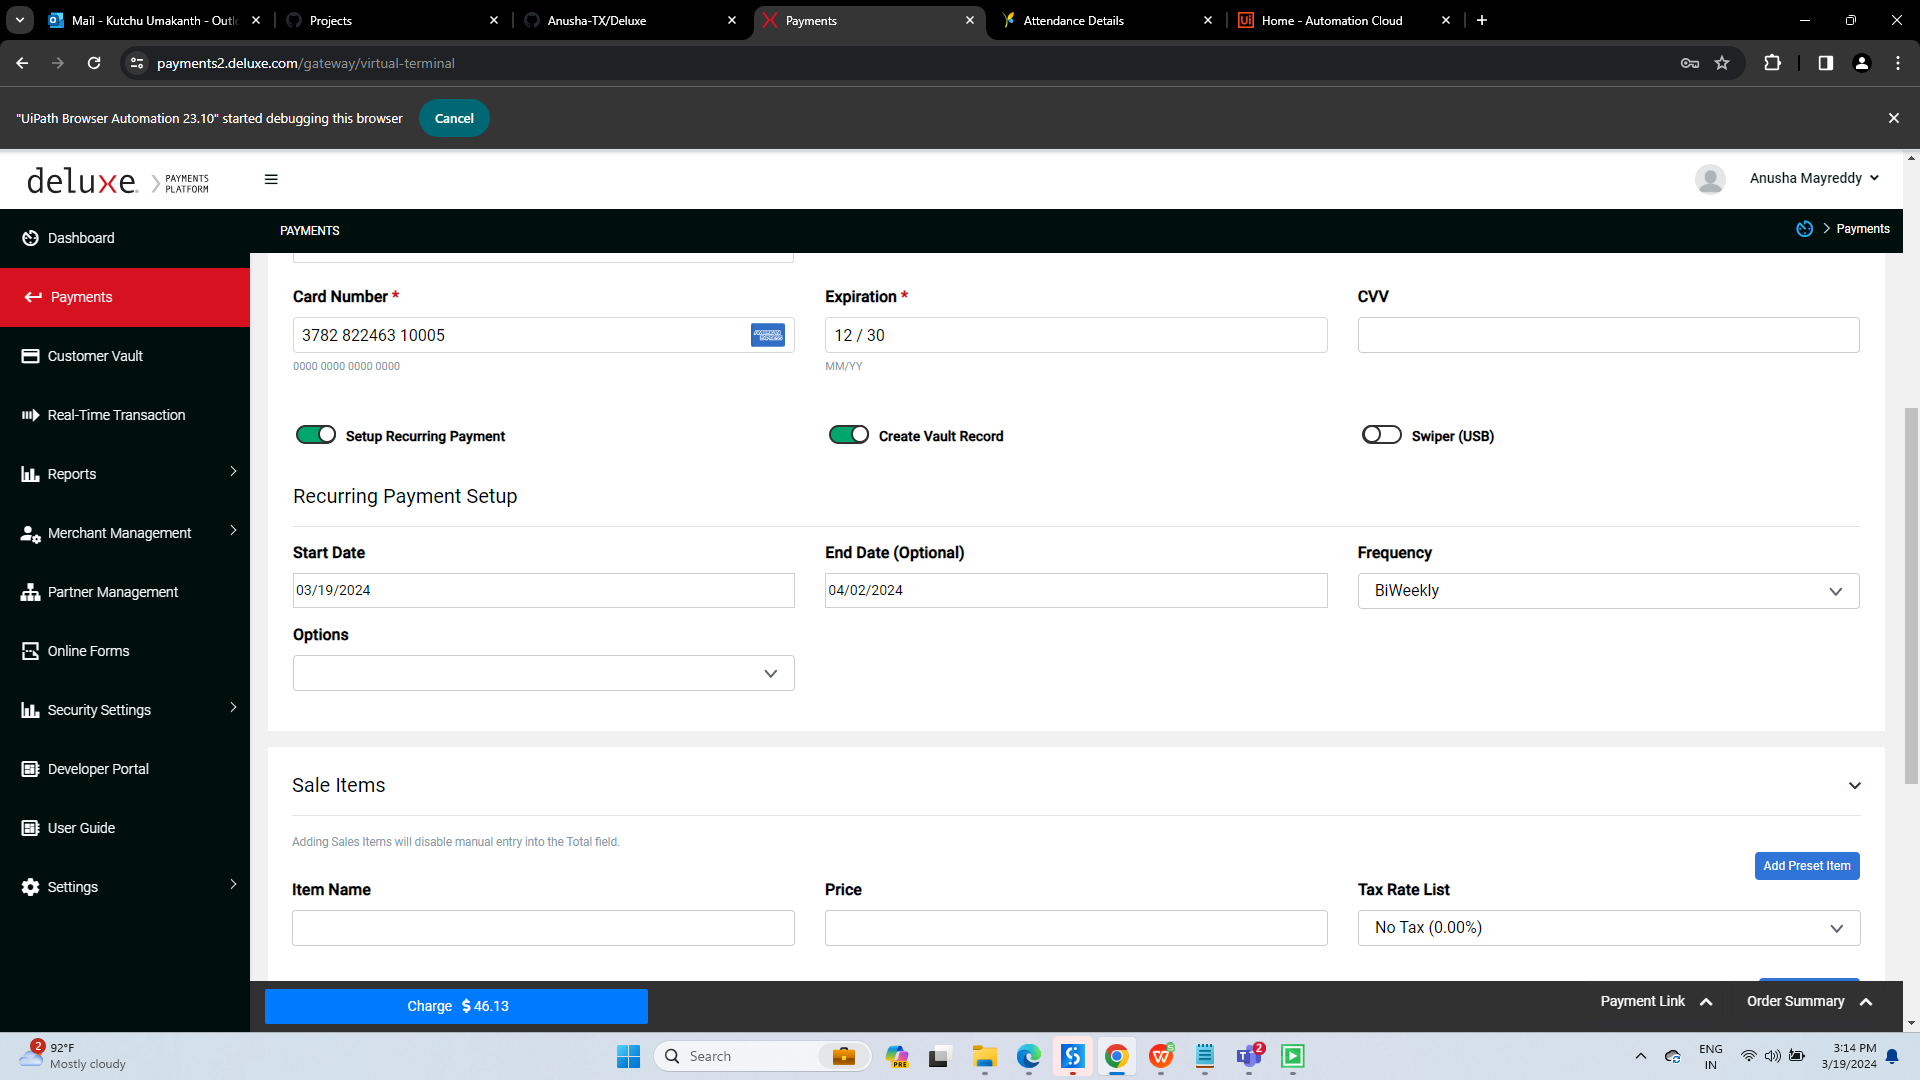 Mail - Kutchu Umakanth - Outl
Projects
Anusha-TX/Deluxe
Payments
Attendance Details
Home - Automation Cloud
payments2.deluxe.com/gateway/virtual-terminal
"UiPath Browser Automation 23.10" started debugging this browser
Cancel
deluxe. PAYMENTS PLATFORM
Anusha Mayreddy
Dashboard
PAYMENTS
Payments
Payments
Customer Vault
Real-Time Transaction
Reports
Merchant Management
Partner Management
Online Forms
Security Settings
Developer Portal
User Guide
Settings
Card Number *
Expiration *
CVV
3782 822463 10005
AMERICAN EXPRESS
12 / 30
0000 0000 0000 0000
MM/YY
Setup Recurring Payment
Create Vault Record
Swiper (USB)
Recurring Payment Setup
Start Date
End Date (Optional)
Frequency
03/19/2024
04/02/2024
BiWeekly
Options
Sale Items
Adding Sales Items will disable manual entry into the Total field.
Add Preset Item
Item Name
Price
Tax Rate List
No Tax (0.00%)
Charge $ 46.13
Payment Link
Order Summary
2
92°F
Mostly cloudy
Search
PRE
2
ENG
IN
3:14 PM
3/19/2024